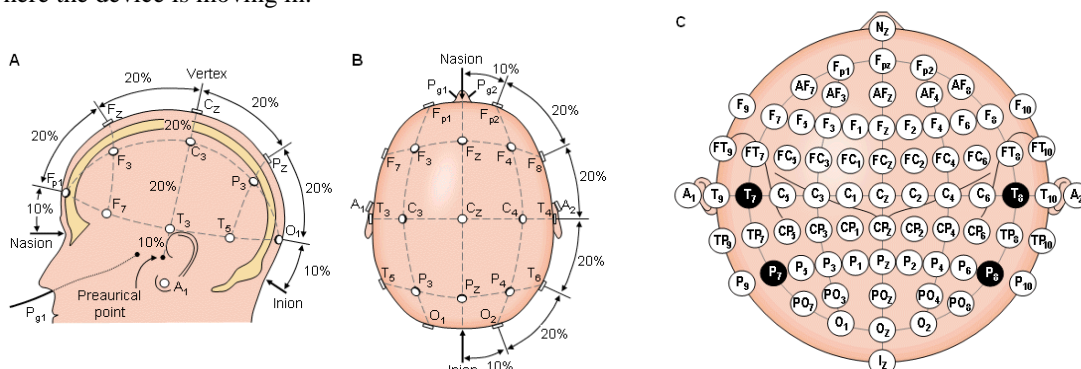 here the device is moving in.
A
20%
Vertex
20%
Fz
Cz
20%
20%
20%
F3
C3
Pz
Fp1
20%
P3
20%
10%
F7
T3
T5
O1
Nasion
10%
10%
A1
Preaurical
point
Inion
Pg1
B
Nasion
10%
Pg1
Pg2
Fp1
Fp2
20%
F7
F3
Fz
F4
F8
20%
A1
T3
C3
Cz
C4
T4
A2
20%
T5
P3
Pz
P4
T6
O1
O2
20%
10%
Inion
C
Nz
Fp1
Fpz
Fp2
AF7
AF3
AFz
AF4
AF8
F9
F7
F5
F3
F1
Fz
F2
F4
F6
F8
F10
FT9
FT7
FC5
FC3
FC1
FCz
FC2
FC4
FC6
FT8
FT10
A1
T9
T7
C5
C3
C1
Cz
C2
C4
C6
T8
T10
A2
TP9
TP7
CP5
CP3
CP1
CPz
CP2
CP4
CP6
TP8
TP10
P9
P7
P5
P3
P1
Pz
P2
P4
P6
P8
P10
PO7
PO3
POz
PO4
PO8
O1
Oz
O2
Iz